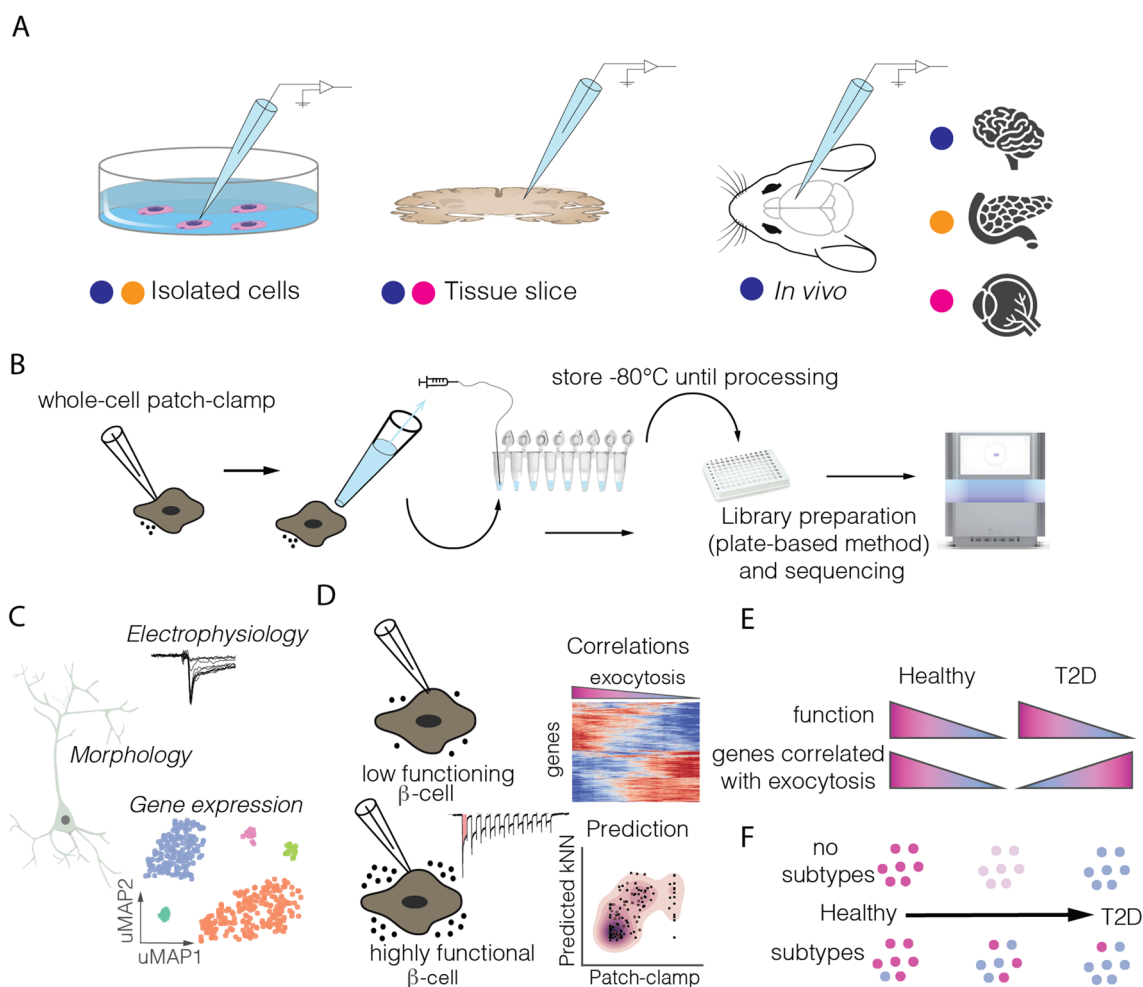 A
Isolated cells
Tissue slice
In vivo
B
whole-cell patch-clamp
store -80°C until processing
Library preparation
(plate-based method)
and sequencing
C
Electrophysiology
Morphology
Gene expression
uMAP2
uMAP1
D
low functioning
β-cell
highly functional
β-cell
Correlations
exocytosis
genes
Prediction
Predicted kNN
Patch-clamp
E
Healthy
T2D
function
genes correlated
with exocytosis
F
no
subtypes
Healthy
T2D
subtypes